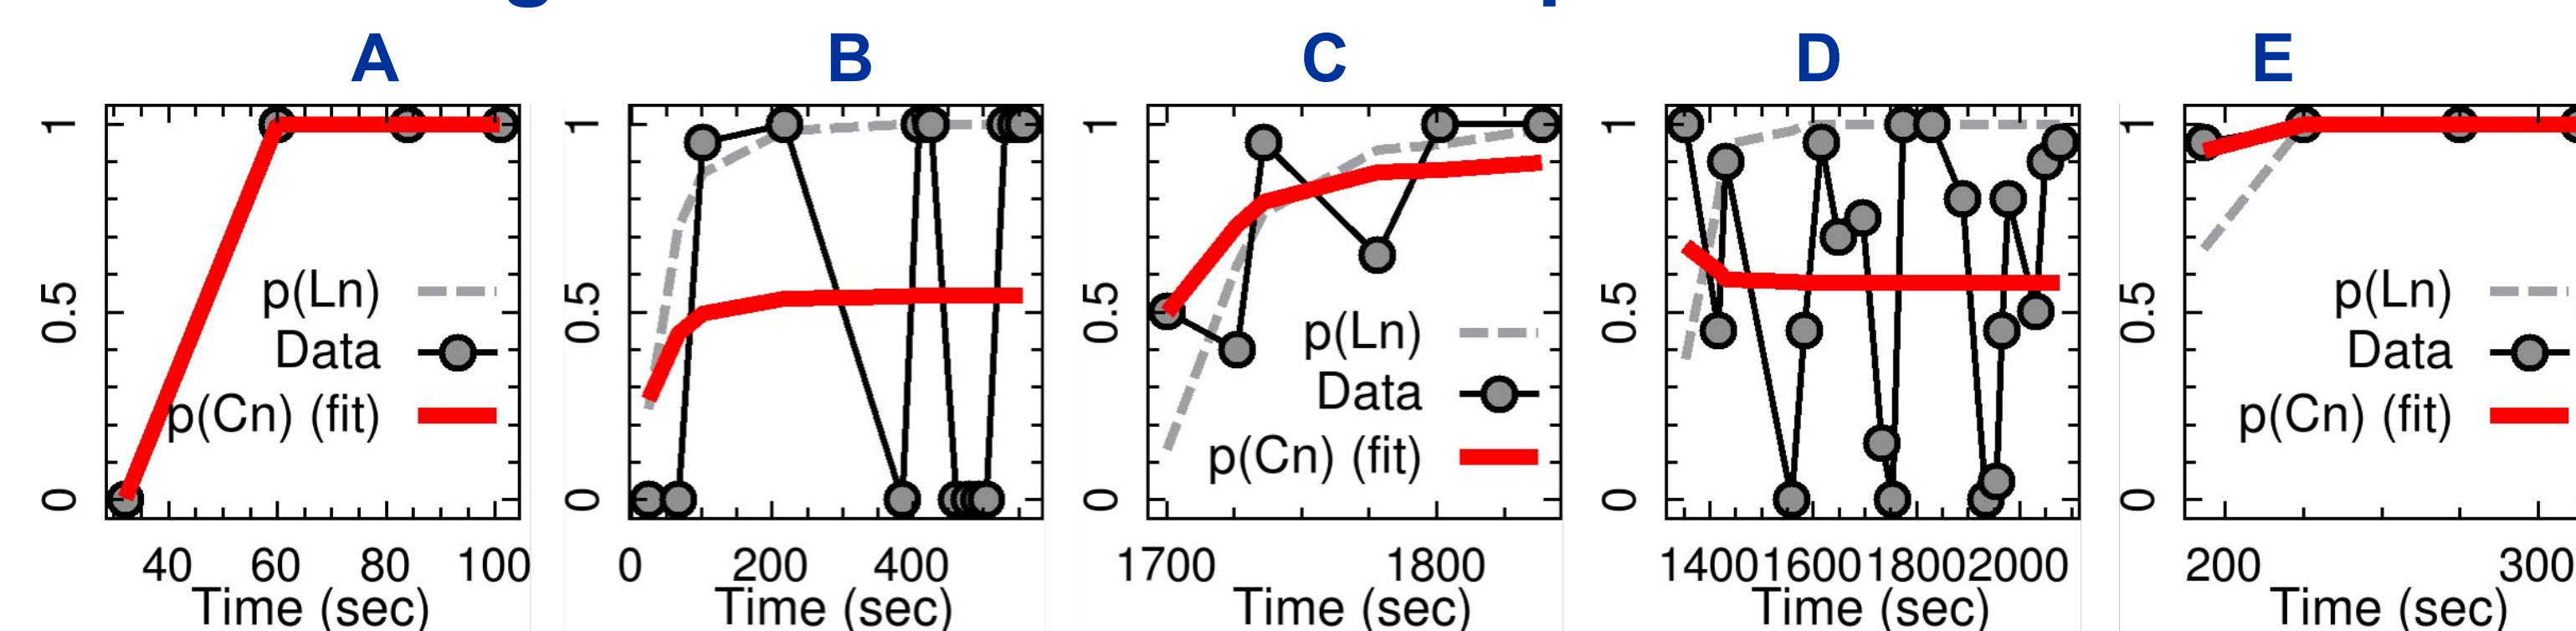 A B C D E
1
0.5
0
p(Ln)
Data
p(Cn) (fit)
40 60 80 100
Time (sec)
1
0.5
0
0 200 400
Time (sec)
1
0.5
0
p(Ln)
Data
p(Cn) (fit)
1700 1800
Time (sec)
1
0.5
0
1400 1600 1800 2000
Time (sec)
1
0.5
0
p(Ln)
Data
p(Cn) (fit)
200 300
Time (sec)